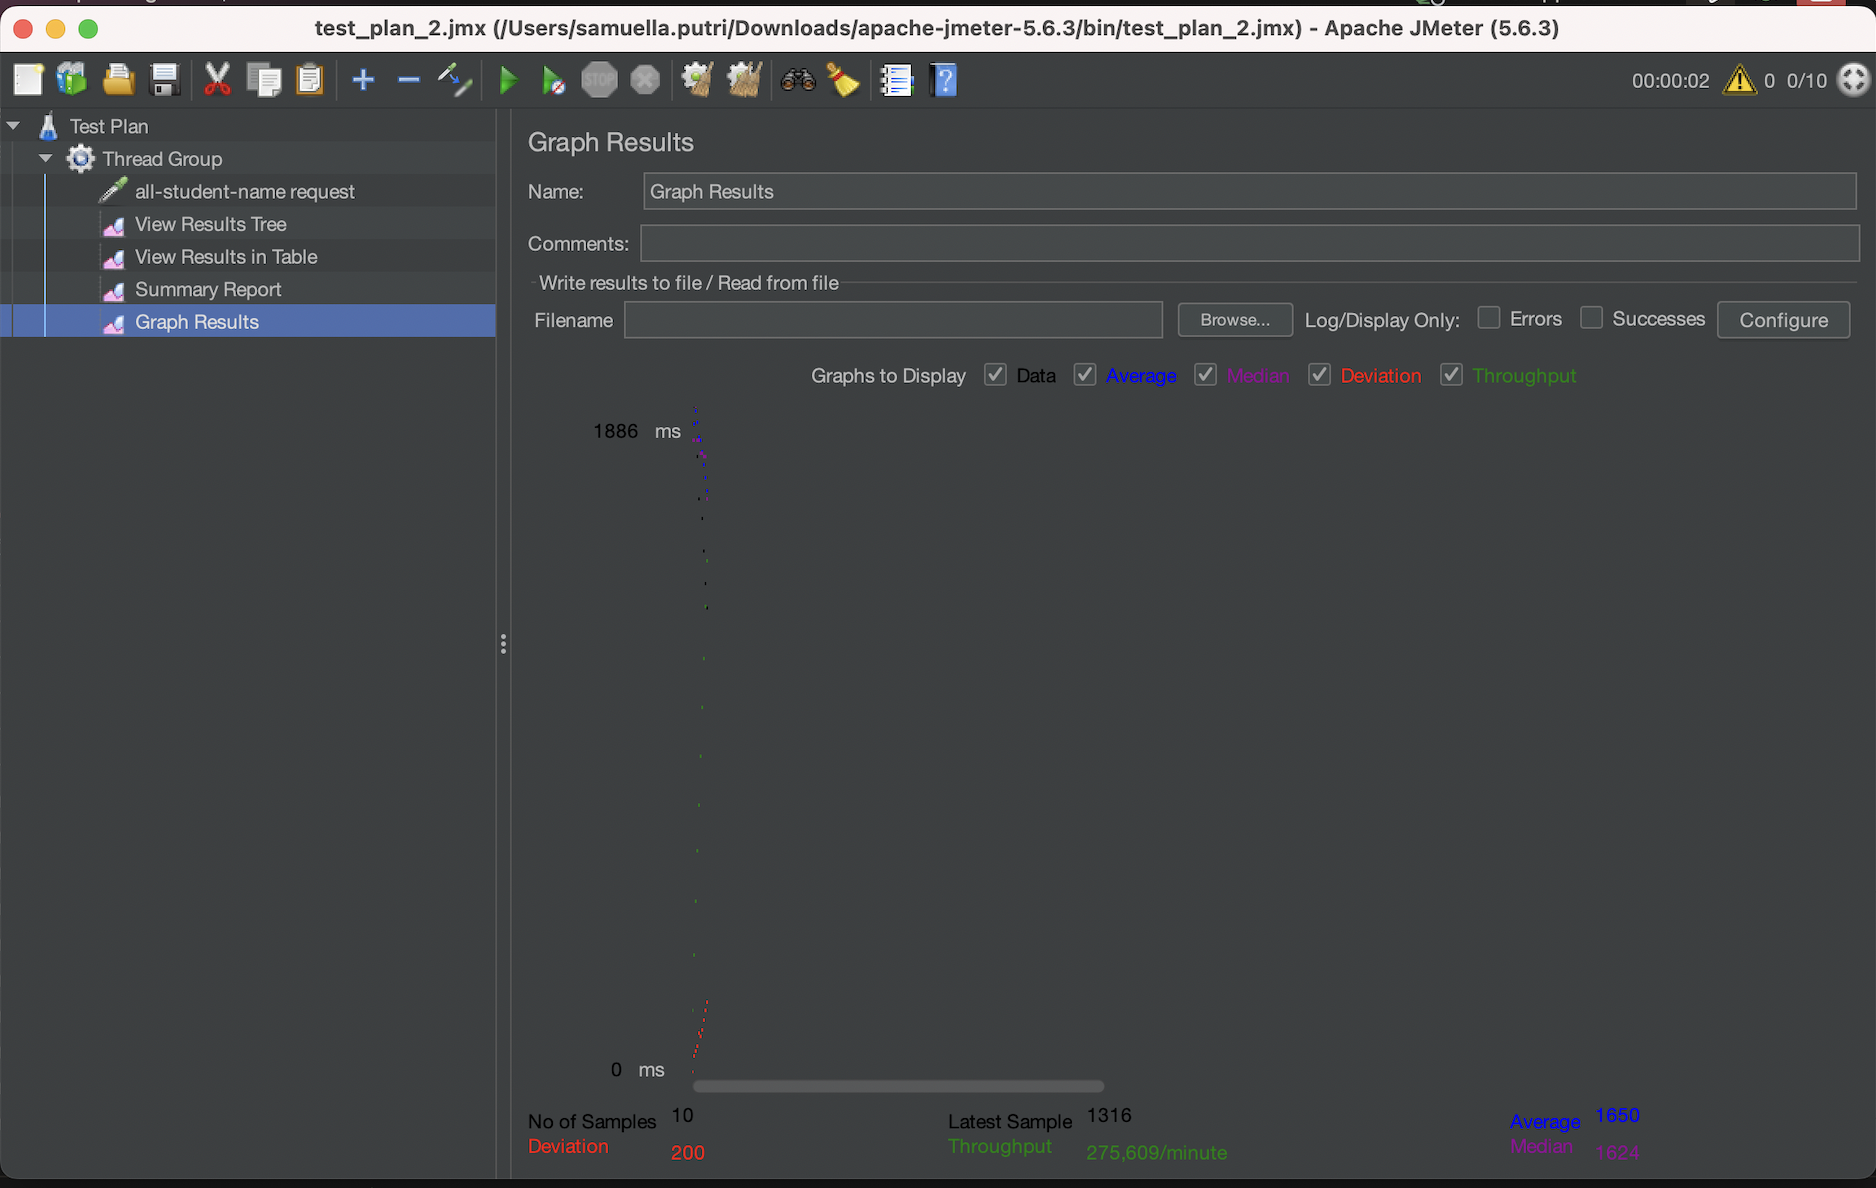 test_plan_2.jmx (/Users/samuella.putri/Downloads/apache-jmeter-5.6.3/bin/test_plan_2.jmx) - Apache JMeter (5.6.3)
STOP
00:00:02 0 0/10
Test Plan
Thread Group
all-student-name request
View Results Tree
View Results in Table
Summary Report
Graph Results
Graph Results
Name: Graph Results
Comments:
Write results to file / Read from file
Filename Browse... Log/Display Only: Errors Successes Configure
Graphs to Display Data Average Median Deviation Throughput
1886 ms
0 ms
No of Samples 10 Latest Sample 1316 Average 1650
Deviation 200 Throughput 275,609/minute Median 1624